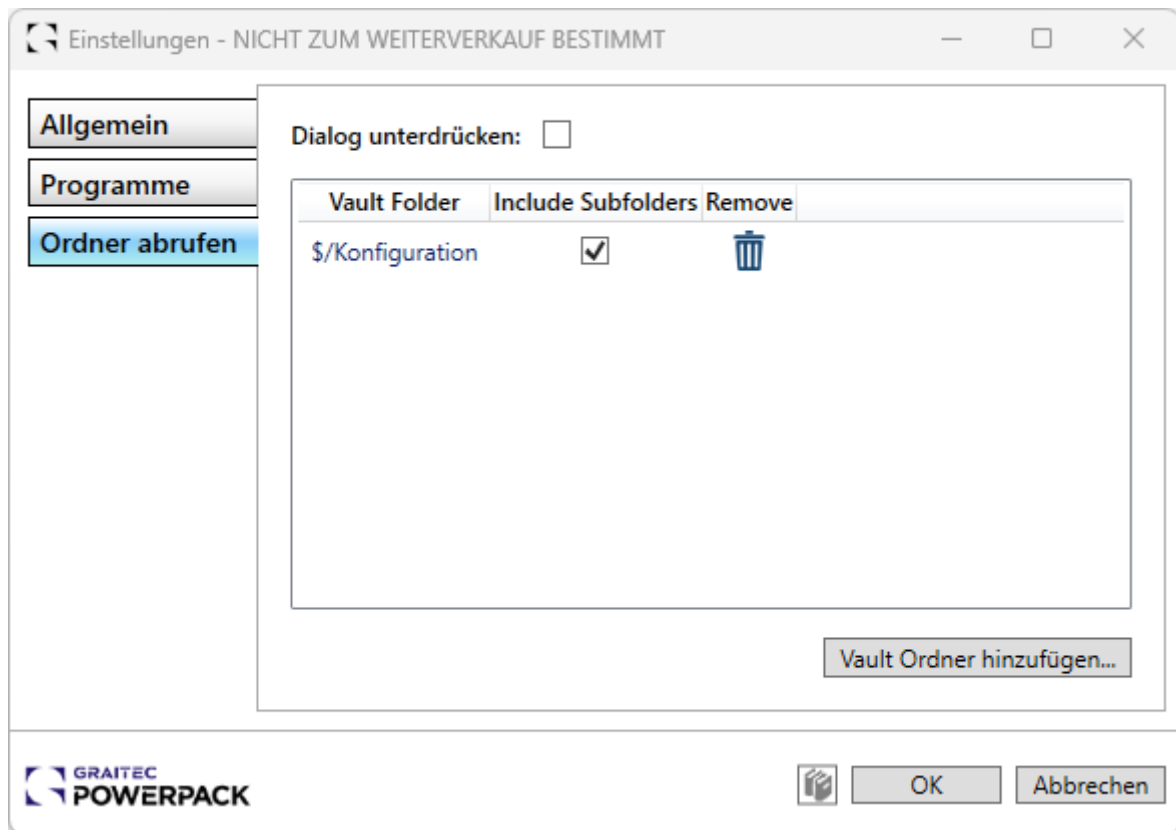 Einstellungen - NICHT ZUM WEITERVERKAUF BESTIMMT
Allgemein
Programme
Ordner abrufen
Dialog unterdrücken:
Vault Folder Include Subfolders Remove
$/Konfiguration
Vault Ordner hinzufügen...
GRAITEC
POWERPACK
OK Abbrechen